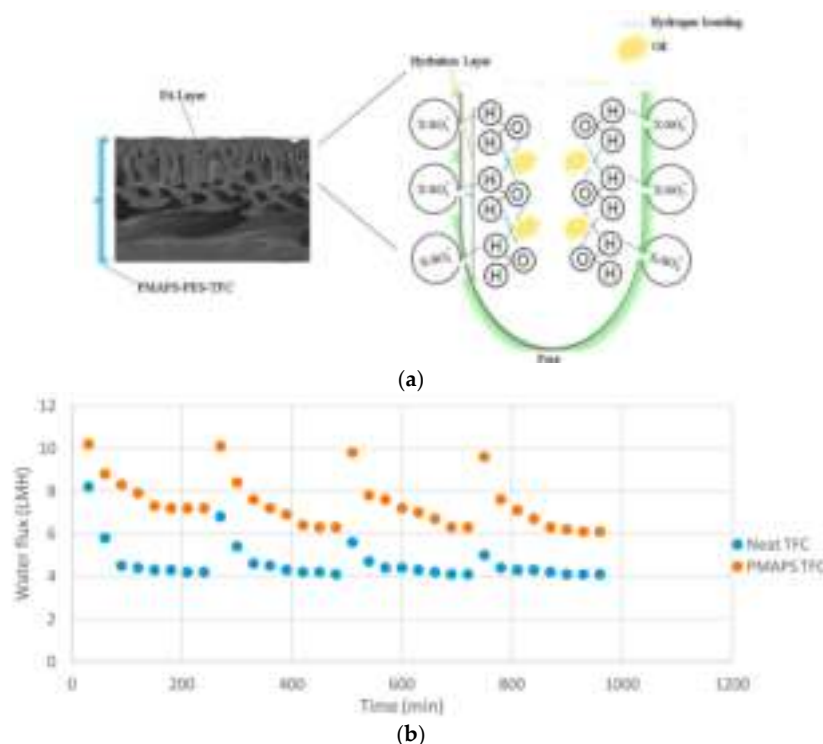 Hydrogen bonding
Oil
Hydration Layer
PA Layer
PMAPS-PES-TFC
H
H
O
H
H
O
H
H
O
O
H
H
O
H
H
O
H
H
Pore
(a)
12
10
8
6
4
2
0
Water flux (LMH)
0 200 400 600 800 1000 1200
Time (min)
Neat TFC
PMAPS TFC
(b)